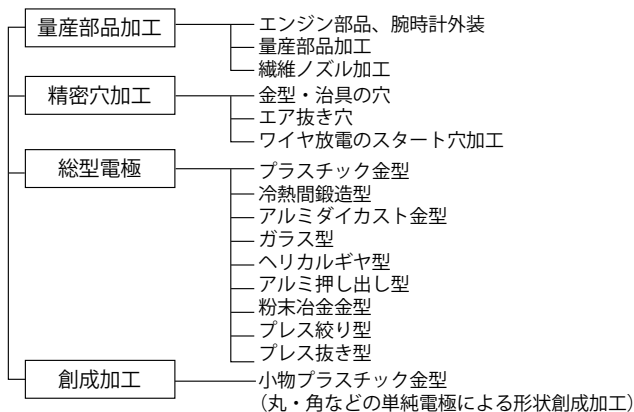 量産部品加工
エンジン部品、腕時計外装
量産部品加工
繊維ノズル加工
精密穴加工
金型・治具の穴
エア抜き穴
ワイヤ放電のスタート穴加工
総型電極
プラスチック金型
冷熱間鍛造型
アルミダイカスト金型
ガラス型
ヘリカルギヤ型
アルミ押し出し型
粉末冶金金型
プレス絞り型
プレス抜き型
創成加工
小物プラスチック金型
（丸・角などの単純電極による形状創成加工）